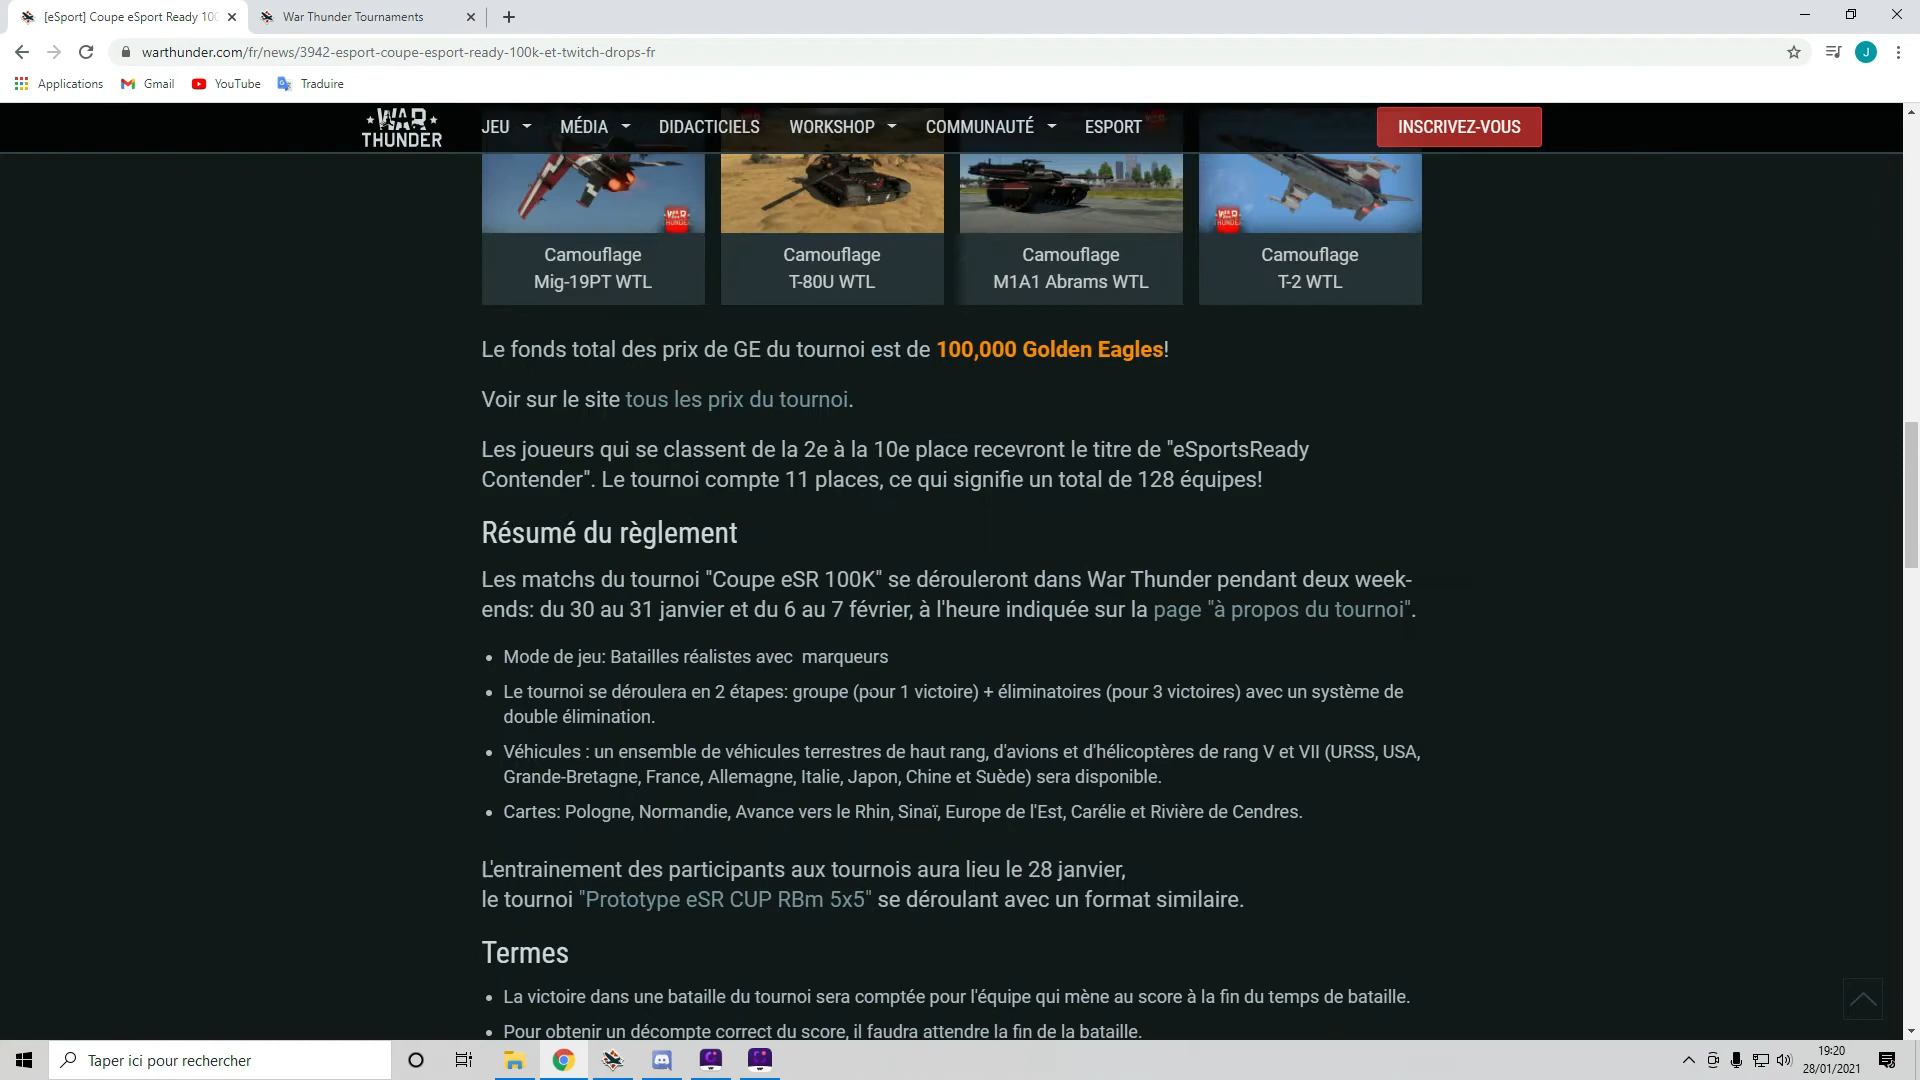 [eSport] Coupe eSport Ready 100
War Thunder Tournaments
warthunder.com/fr/news/3942-esport-coupe-esport-ready-100k-et-twitch-drops-fr
J
Applications
Gmail
YouTube
Traduire
WAR THUNDER
JEU
MÉDIA
DIDACTICIELS
WORKSHOP
COMMUNAUTÉ
ESPORT
INSCRIVEZ-VOUS
WAR THUNDER
WAR THUNDER
Camouflage
Mig-19PT WTL
Camouflage
T-80U WTL
Camouflage
M1A1 Abrams WTL
Camouflage
T-2 WTL
Le fonds total des prix de GE du tournoi est de 100,000 Golden Eagles!
Voir sur le site tous les prix du tournoi.
Les joueurs qui se classent de la 2e à la 10e place recevront le titre de "eSportsReady
Contender". Le tournoi compte 11 places, ce qui signifie un total de 128 équipes!
Résumé du règlement
Les matchs du tournoi "Coupe eSR 100K" se dérouleront dans War Thunder pendant deux week-
ends: du 30 au 31 janvier et du 6 au 7 février, à l'heure indiquée sur la page "à propos du tournoi".
• Mode de jeu: Batailles réalistes avec marqueurs
• Le tournoi se déroulera en 2 étapes: groupe (pour 1 victoire) + éliminatoires (pour 3 victoires) avec un système de
double élimination.
• Véhicules : un ensemble de véhicules terrestres de haut rang, d'avions et d'hélicoptères de rang V et VII (URSS, USA,
Grande-Bretagne, France, Allemagne, Italie, Japon, Chine et Suède) sera disponible.
• Cartes: Pologne, Normandie, Avance vers le Rhin, Sinaï, Europe de l'Est, Carélie et Rivière de Cendres.
L'entrainement des participants aux tournois aura lieu le 28 janvier,
le tournoi "Prototype eSR CUP RBm 5x5" se déroulant avec un format similaire.
Termes
• La victoire dans une bataille du tournoi sera comptée pour l'équipe qui mène au score à la fin du temps de bataille.
• Pour obtenir un décompte correct du score, il faudra attendre la fin de la bataille.
Taper ici pour rechercher
19:20
28/01/2021